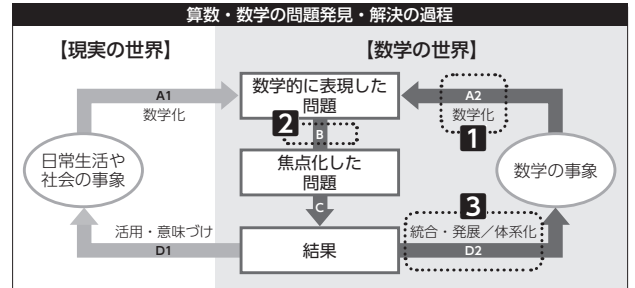 算数・数学の問題発見・解決の過程
【現実の世界】
【数学の世界】
A1
数学化
数学的に表現した
問題
A2
数学化
1
2
B
日常生活や
社会の事象
焦点化した
問題
数学の事象
C
3
活用・意味づけ
D1
結果
統合・発展／体系化
D2